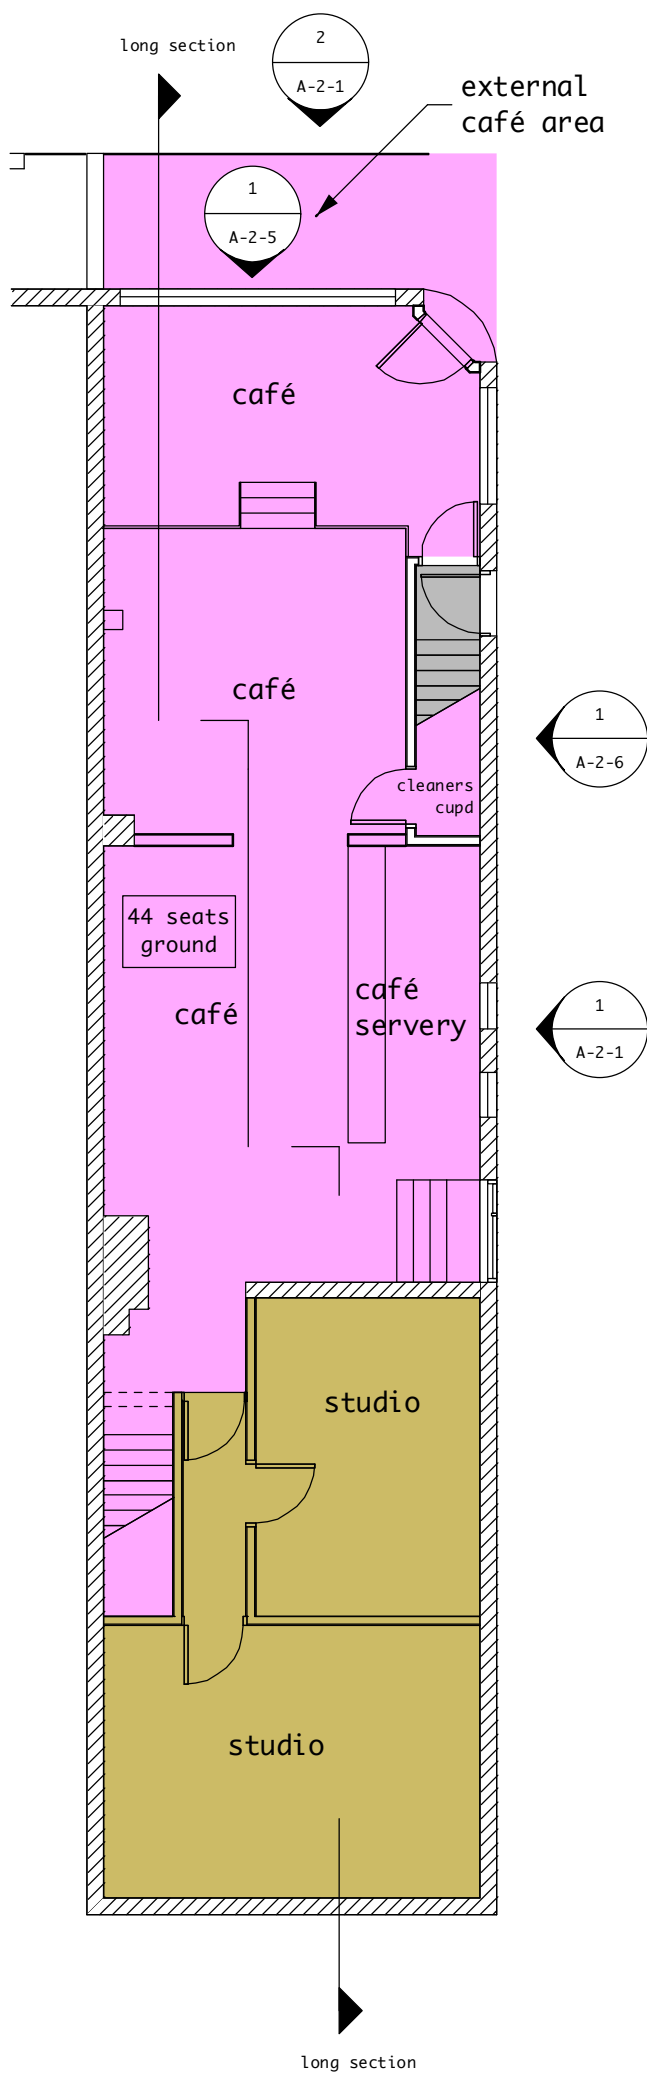 2
long section
A-2-1
external
café area
1
A-2-5
café
café
1
A-2-6
cleaners
cupd
44 seats
ground
café
servery
café
1
A-2-1
studio
studio
long section